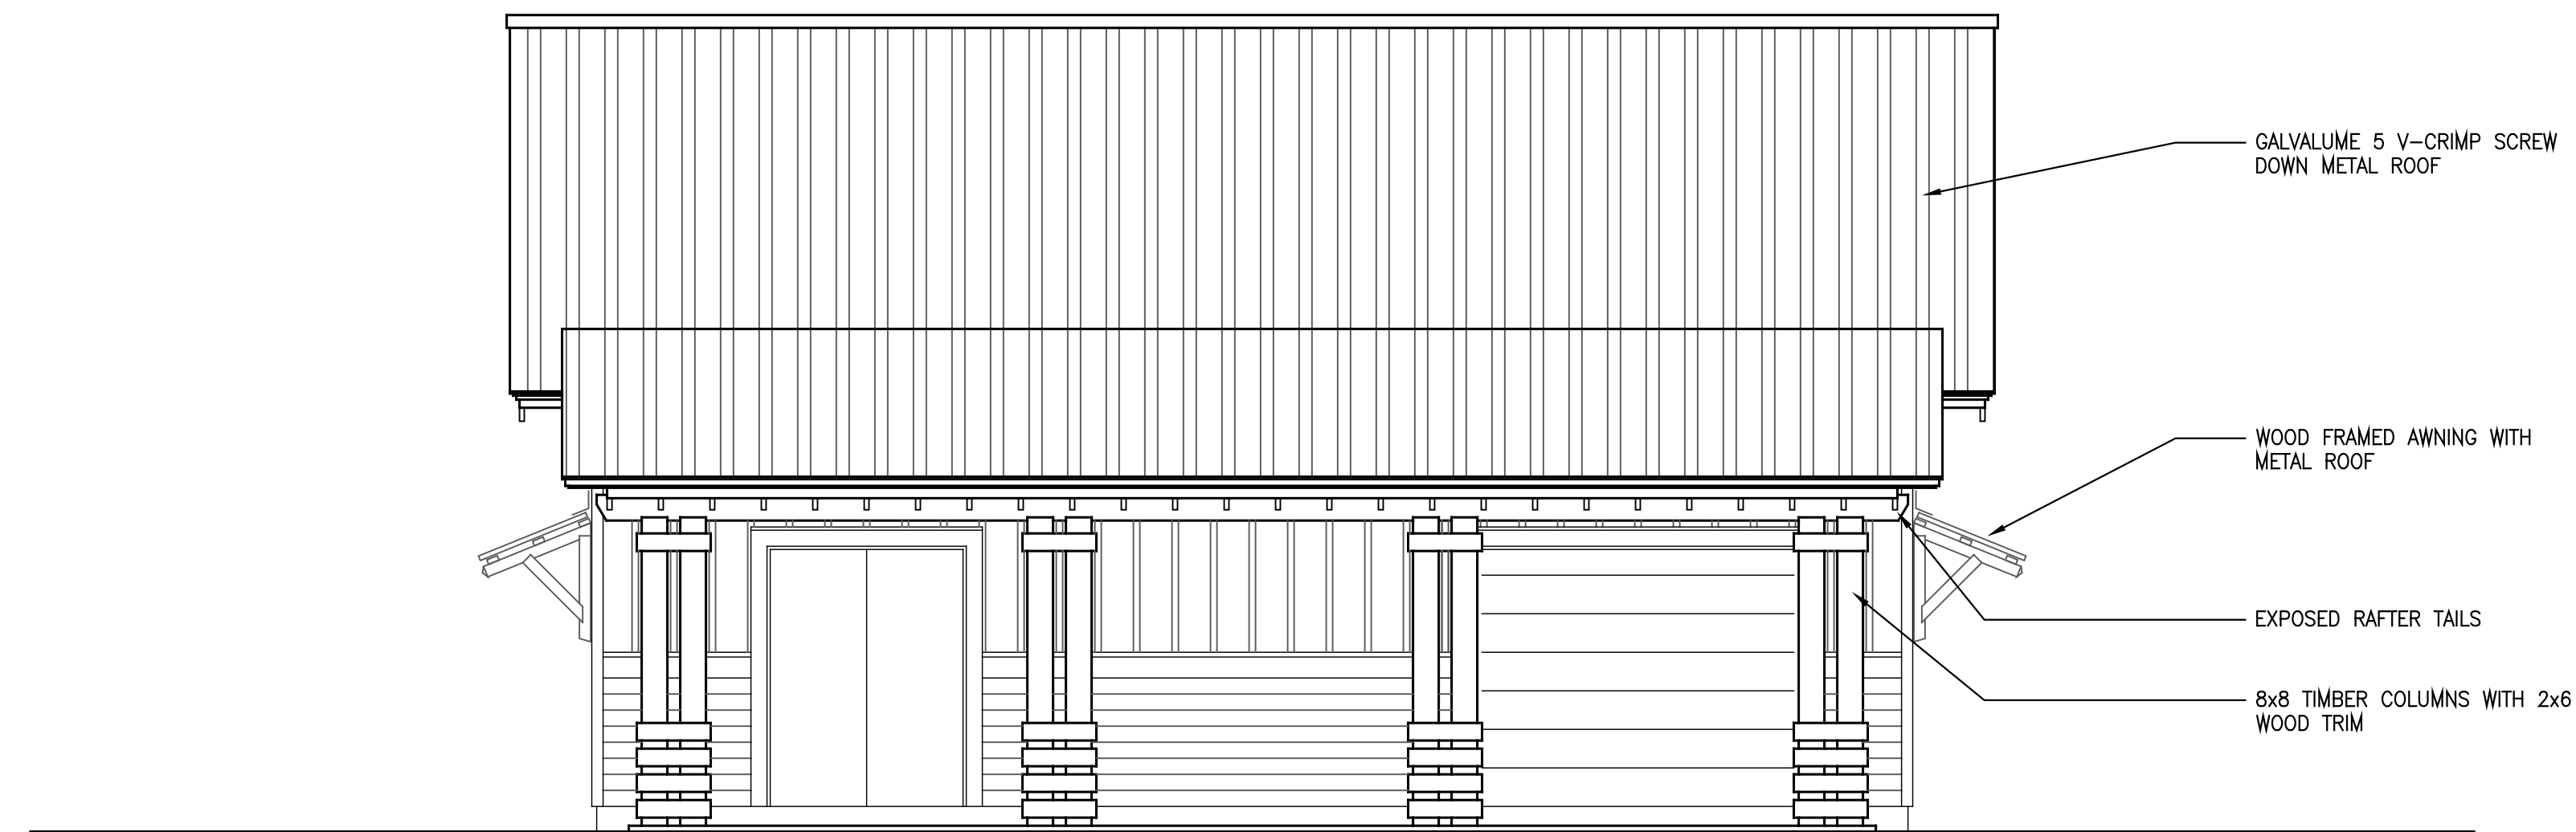 GALVALUME 5 V-CRIMP SCREW
DOWN METAL ROOF
WOOD FRAMED AWNING WITH
METAL ROOF
EXPOSED RAFTER TAILS
8x8 TIMBER COLUMNS WITH 2x6
WOOD TRIM